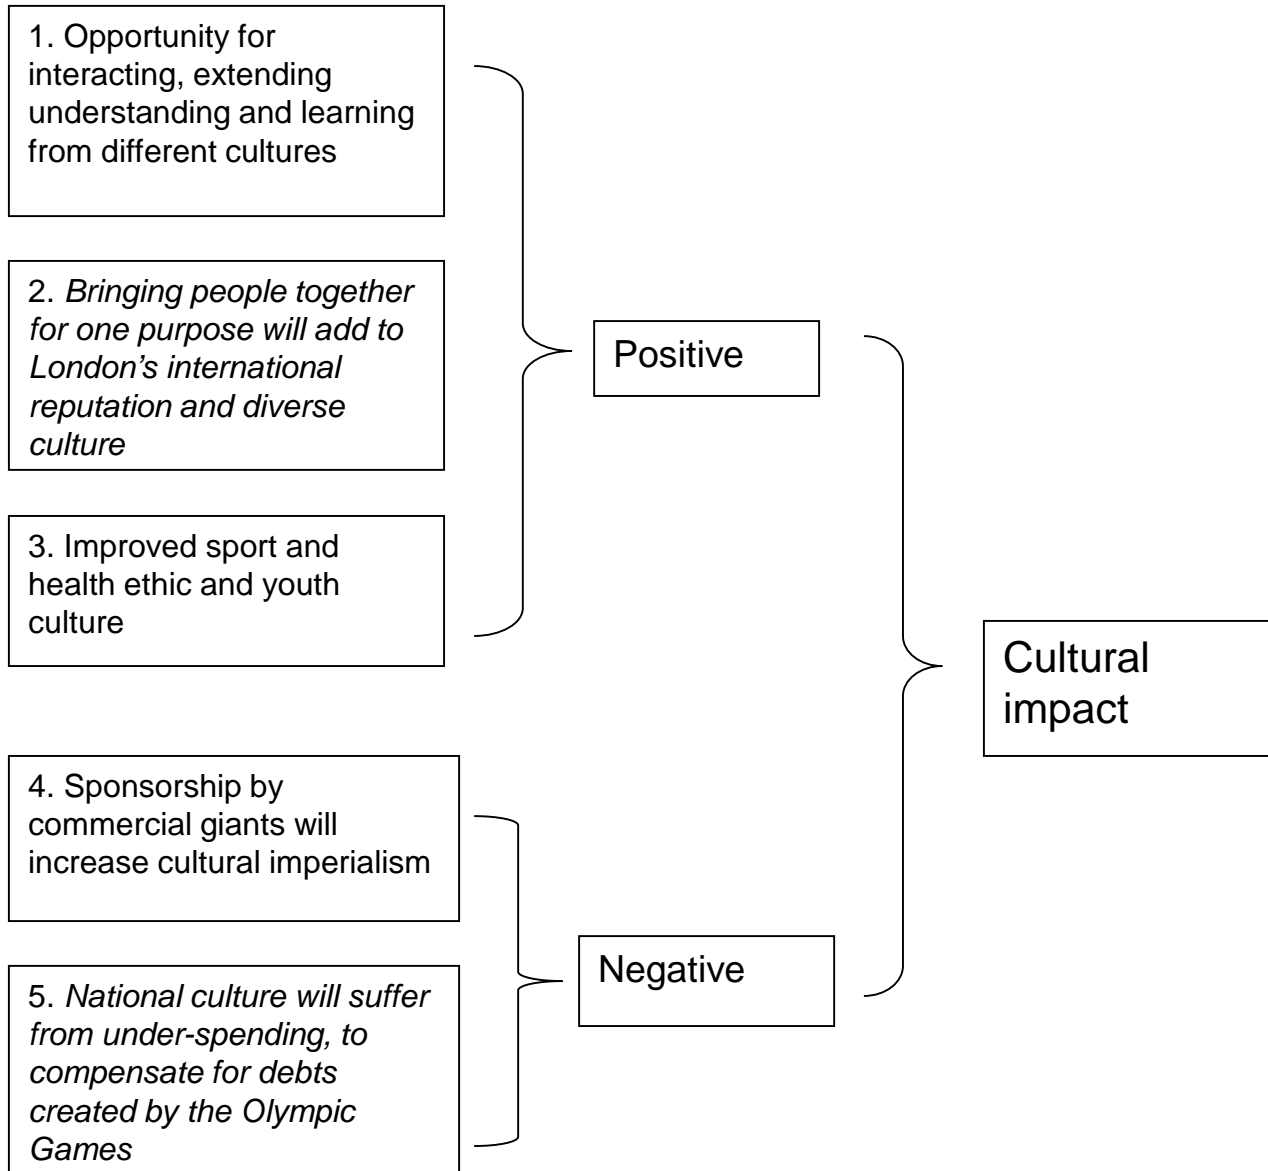 1. Opportunity for
interacting, extending
understanding and learning
from different cultures
2. Bringing people together
for one purpose will add to
London’s international
reputation and diverse
culture
Positive
3. Improved sport and
health ethic and youth
culture
Cultural
impact
4. Sponsorship by
commercial giants will
increase cultural imperialism
Negative
5. National culture will suffer
from under-spending, to
compensate for debts
created by the Olympic
Games